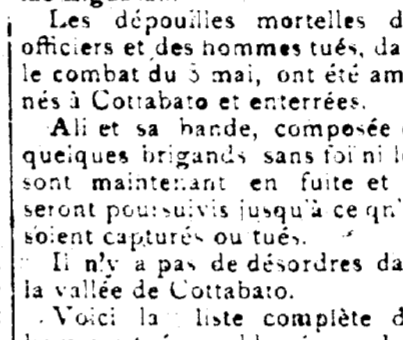 Les dépouilles mortelles d
officiers et des hommes tués, da
le combat du 5 mai, ont été am
nés à Cottabato et enterrées.
Ali et sa bande, composée
quelques brigands sans foi ni l
sont maintenant en fuite et
seront poursuivis jusqu'à ce qn'
soient capturés ou tués.
Il n'y a pas de désordres da
la vallée de Cottabato.
Voici la liste complète d